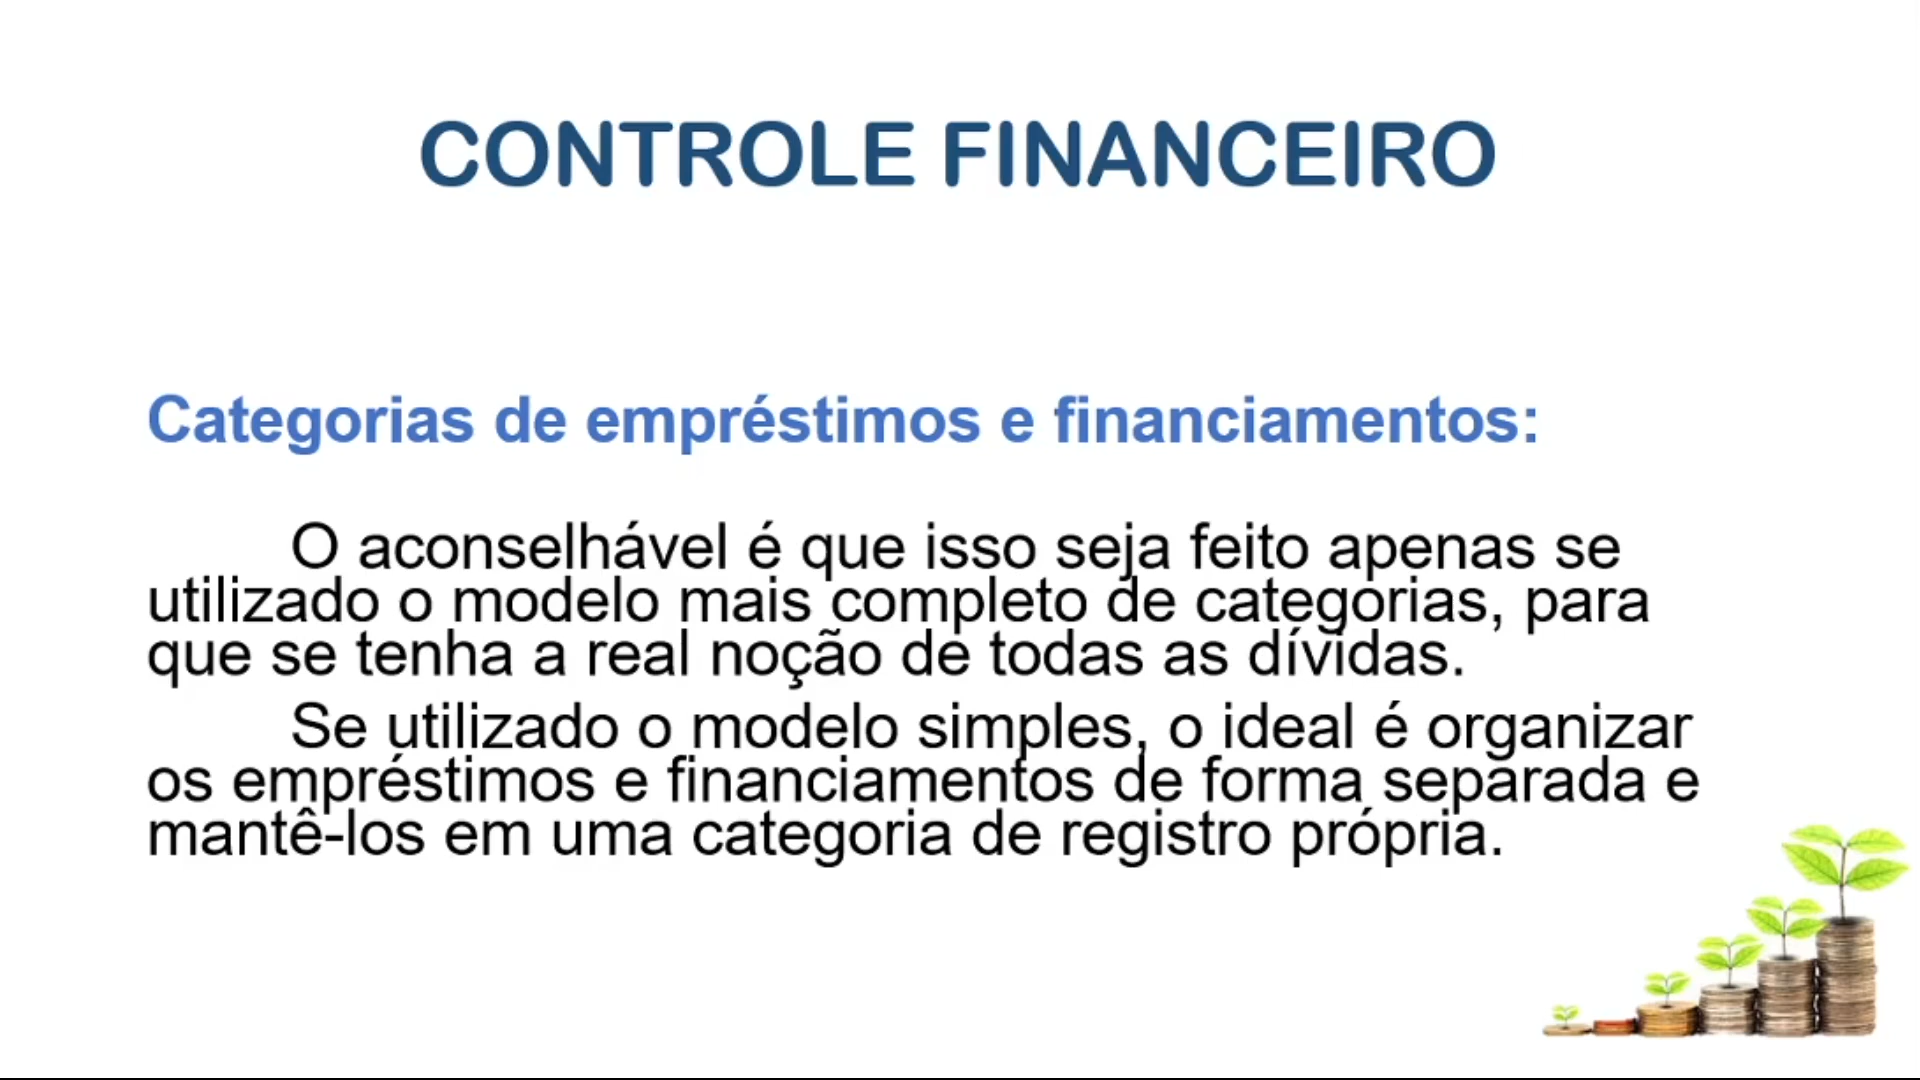 CONTROLE FINANCEIRO
Categorias de empréstimos e financiamentos:
O aconselhável é que isso seja feito apenas se
utilizado o modelo mais completo de categorias, para
que se tenha a real noção de todas as dívidas.
Se utilizado o modelo simples, o ideal é organizar
os empréstimos e financiamentos de forma separada e
mantê-los em uma categoria de registro própria.